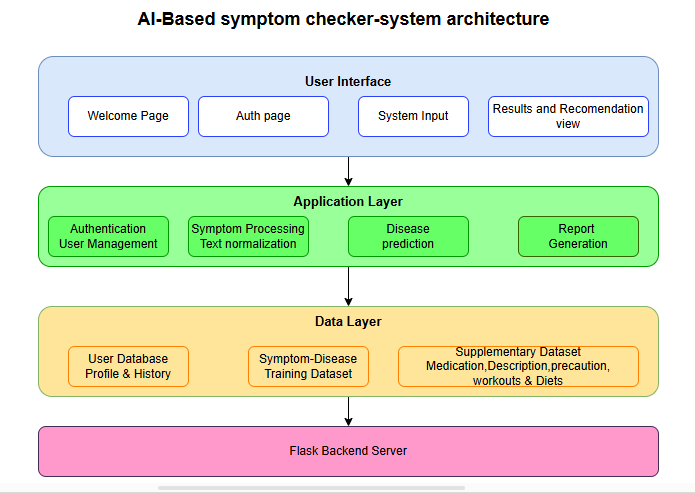 AI-Based symptom checker-system architecture
User Interface
Welcome Page
Auth page
System Input
Results and Recomendation
view
Application Layer
Authentication
User Management
Symptom Processing
Text normalization
Disease
prediction
Report
Generation
Data Layer
User Database
Profile & History
Symptom-Disease
Training Dataset
Supplementary Dataset
Medication,Description,precaution,
workouts & Diets
Flask Backend Server